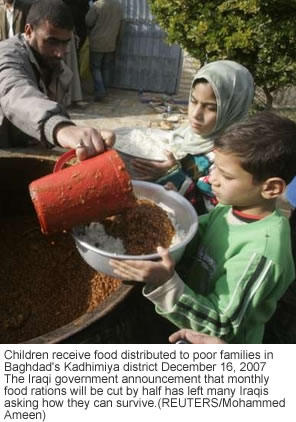 Children receive food distributed to poor families in
Baghdad's Kadhimiya district December 16, 2007
The Iraqi government announcement that monthly
food rations will be cut by half has left many Iraqis
asking how they can survive.(REUTERS/Mohammed
Ameen)